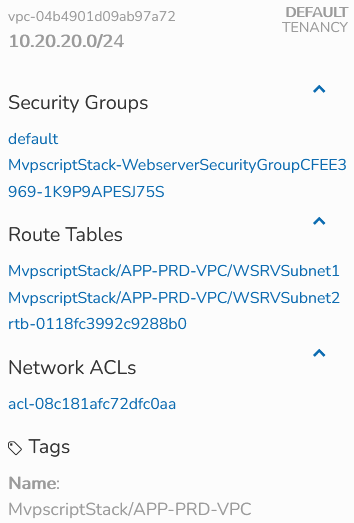 vpc-04b4901d09ab97a72
DEFAULT
TENANCY
10.20.20.0/24
Security Groups
default
MvpscriptStack-WebserverSecurityGroupCFEE3
969-1K9P9APESJ75S
Route Tables
MvpscriptStack/APP-PRD-VPC/WSRVSubnet1
MvpscriptStack/APP-PRD-VPC/WSRVSubnet2
rtb-0118fc3992c9288b0
Network ACLs
acl-08c181afc72dfc0aa
Tags
Name:
MvpscriptStack/APP-PRD-VPC